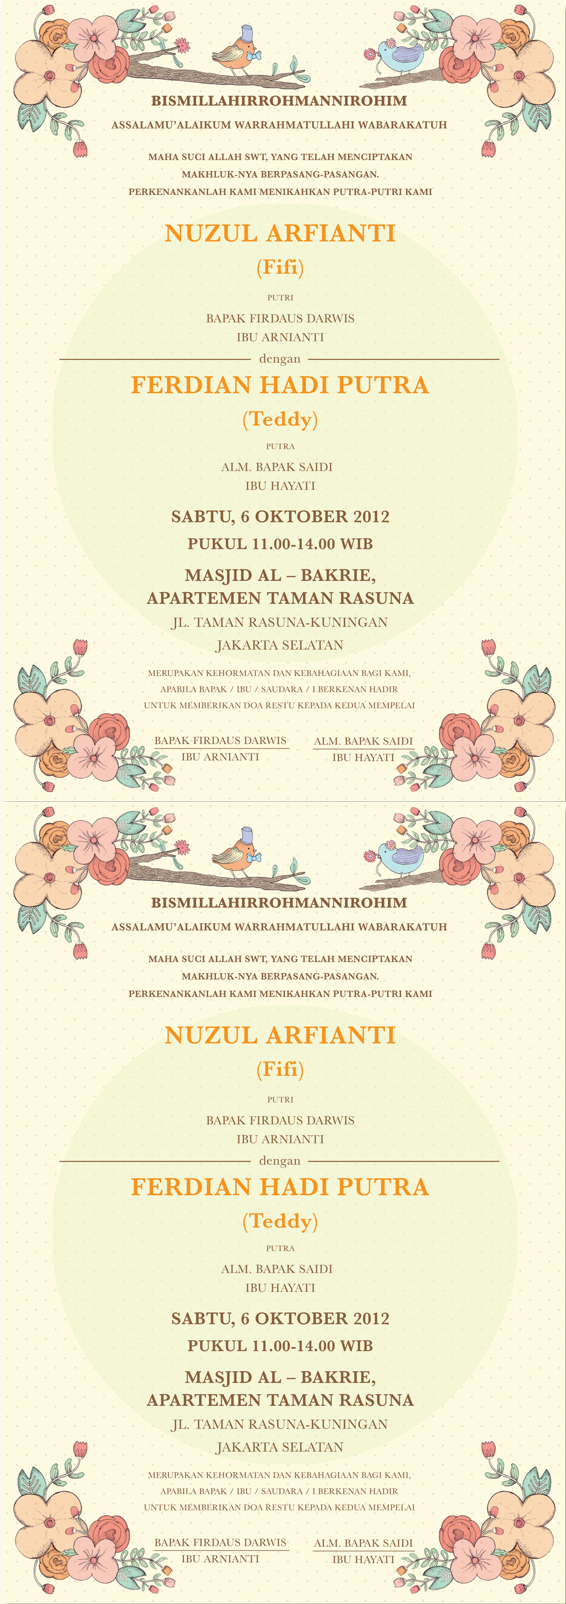 BISMILLAHIRROHMANNIROHIM
ASSALAMU'ALAIKUM WARRAHMATULLAHI WABARAKATUH
MAHA SUCI ALLAH SWT, YANG TELAH MENCIPTAKAN
MAKHLUK-NYA BERPASANG-PASANGAN.
PERKENANKANLAH KAMI MENIKAHKAN PUTRA-PUTRI KAMI
NUZUL ARFIANTI
(Fifi)
PUTRI
BAPAK FIRDAUS DARWIS
IBU ARNIANTI
dengan
FERDIAN HADI PUTRA
(Teddy)
PUTRA
ALM. BAPAK SAIDI
IBU HAYATI
SABTU, 6 OKTOBER 2012
PUKUL 11.00-14.00 WIB
MASJID AL – BAKRIE,
APARTEMEN TAMAN RASUNA
JL. TAMAN RASUNA-KUNINGAN
JAKARTA SELATAN
MERUPAKAN KEHORMATAN DAN KEBAHAGIAAN BAGI KAMI,
APABILA BAPAK / IBU / SAUDARA / I BERKENAN HADIR
UNTUK MEMBERIKAN DOA RESTU KEPADA KEDUA MEMPELAI
BAPAK FIRDAUS DARWIS ALM. BAPAK SAIDI
IBU ARNIANTI IBU HAYATI
BISMILLAHIRROHMANNIROHIM
ASSALAMU'ALAIKUM WARRAHMATULLAHI WABARAKATUH
MAHA SUCI ALLAH SWT, YANG TELAH MENCIPTAKAN
MAKHLUK-NYA BERPASANG-PASANGAN.
PERKENANKANLAH KAMI MENIKAHKAN PUTRA-PUTRI KAMI
NUZUL ARFIANTI
(Fifi)
PUTRI
BAPAK FIRDAUS DARWIS
IBU ARNIANTI
dengan
FERDIAN HADI PUTRA
(Teddy)
PUTRA
ALM. BAPAK SAIDI
IBU HAYATI
SABTU, 6 OKTOBER 2012
PUKUL 11.00-14.00 WIB
MASJID AL – BAKRIE,
APARTEMEN TAMAN RASUNA
JL. TAMAN RASUNA-KUNINGAN
JAKARTA SELATAN
MERUPAKAN KEHORMATAN DAN KEBAHAGIAAN BAGI KAMI,
APABILA BAPAK / IBU / SAUDARA / I BERKENAN HADIR
UNTUK MEMBERIKAN DOA RESTU KEPADA KEDUA MEMPELAI
BAPAK FIRDAUS DARWIS ALM. BAPAK SAIDI
IBU ARNIANTI IBU HAYATI